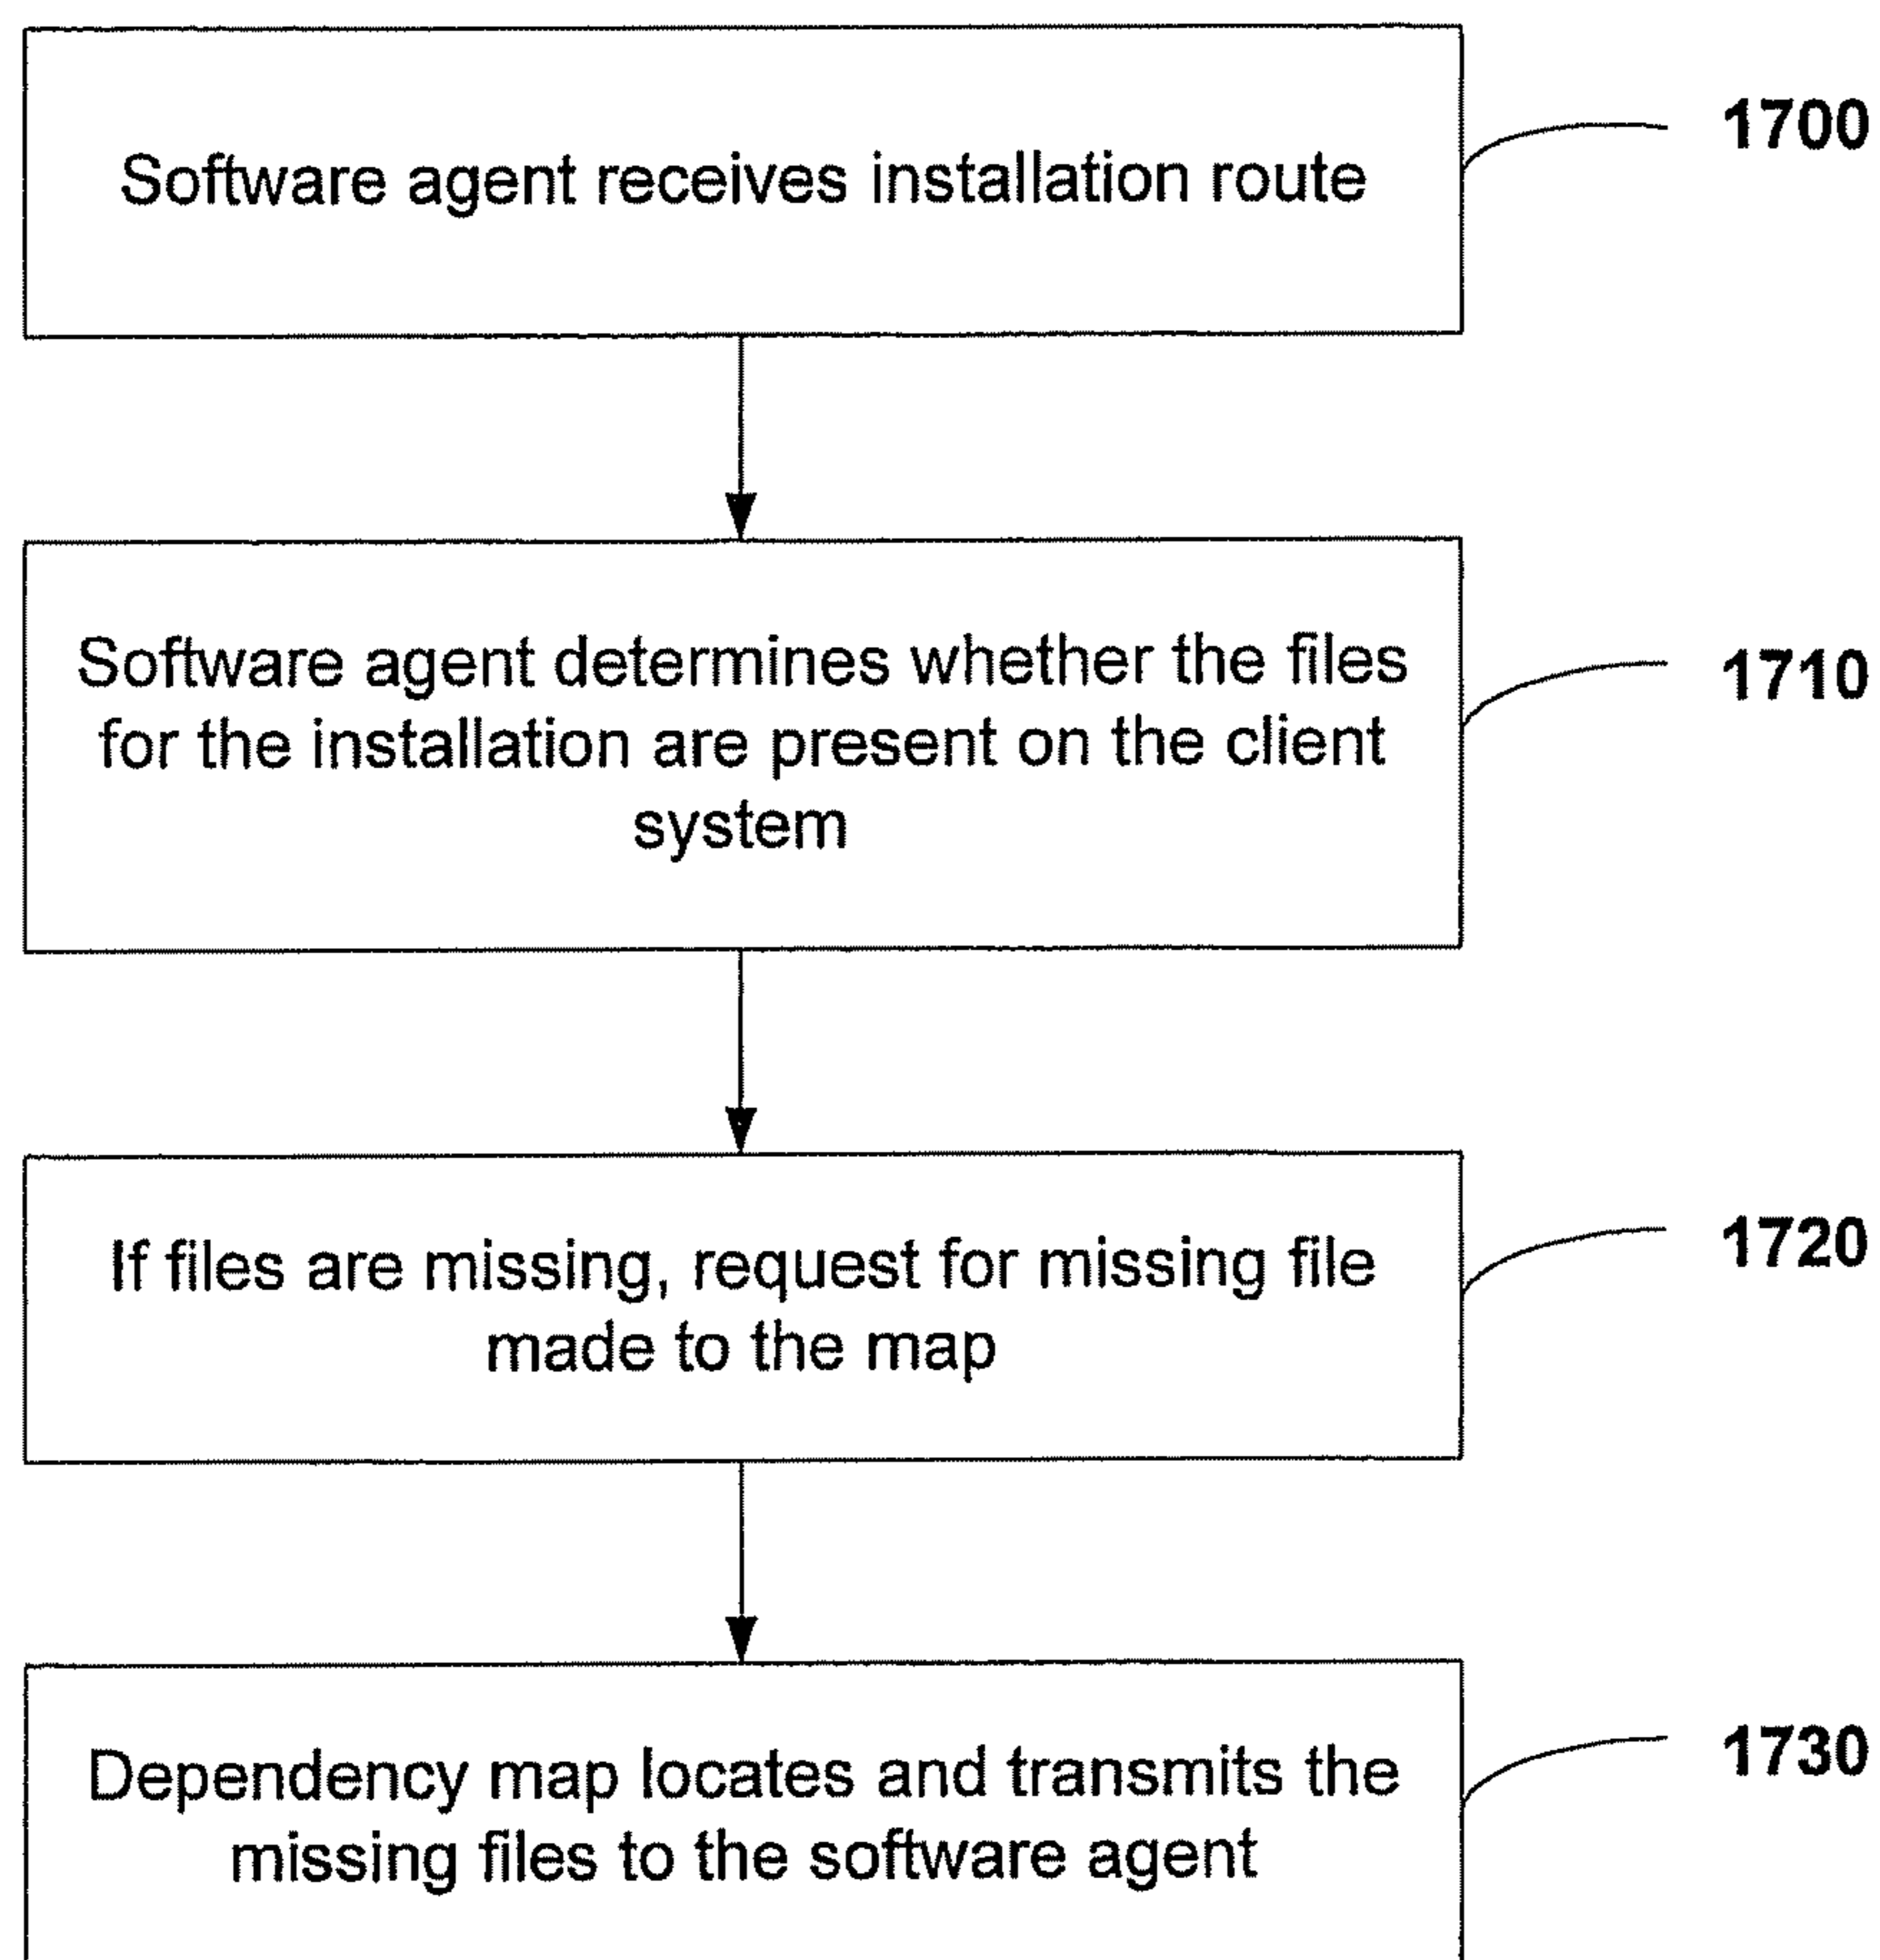 Software agent receives installation route
1700
Software agent determines whether the files
for the installation are present on the client
system
1710
If files are missing, request for missing file
made to the map
1720
Dependency map locates and transmits the
missing files to the software agent
1730